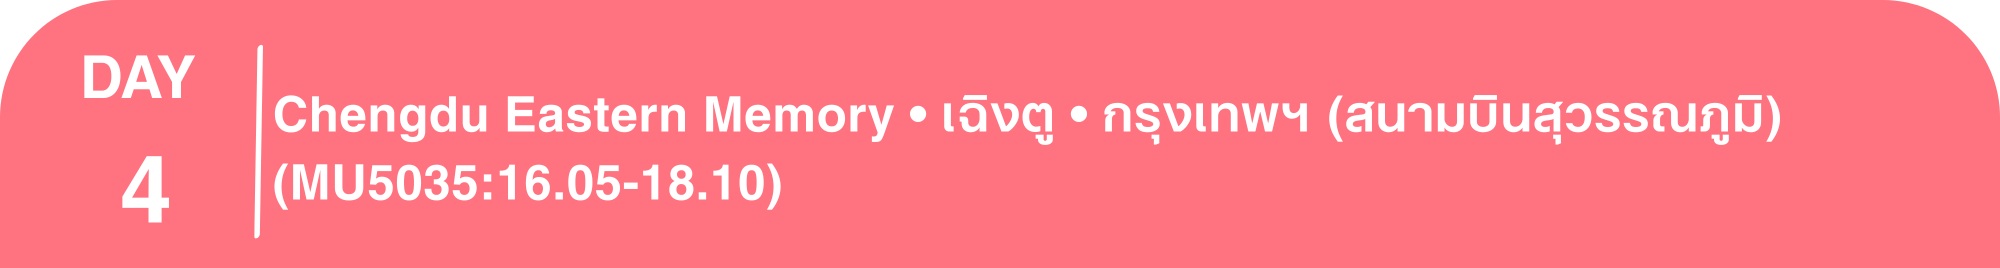 DAY
4
Chengdu Eastern Memory • เฉิงตู • กรุงเทพฯ (สนามบินสุวรรณภูมิ)
(MU5035:16.05-18.10)